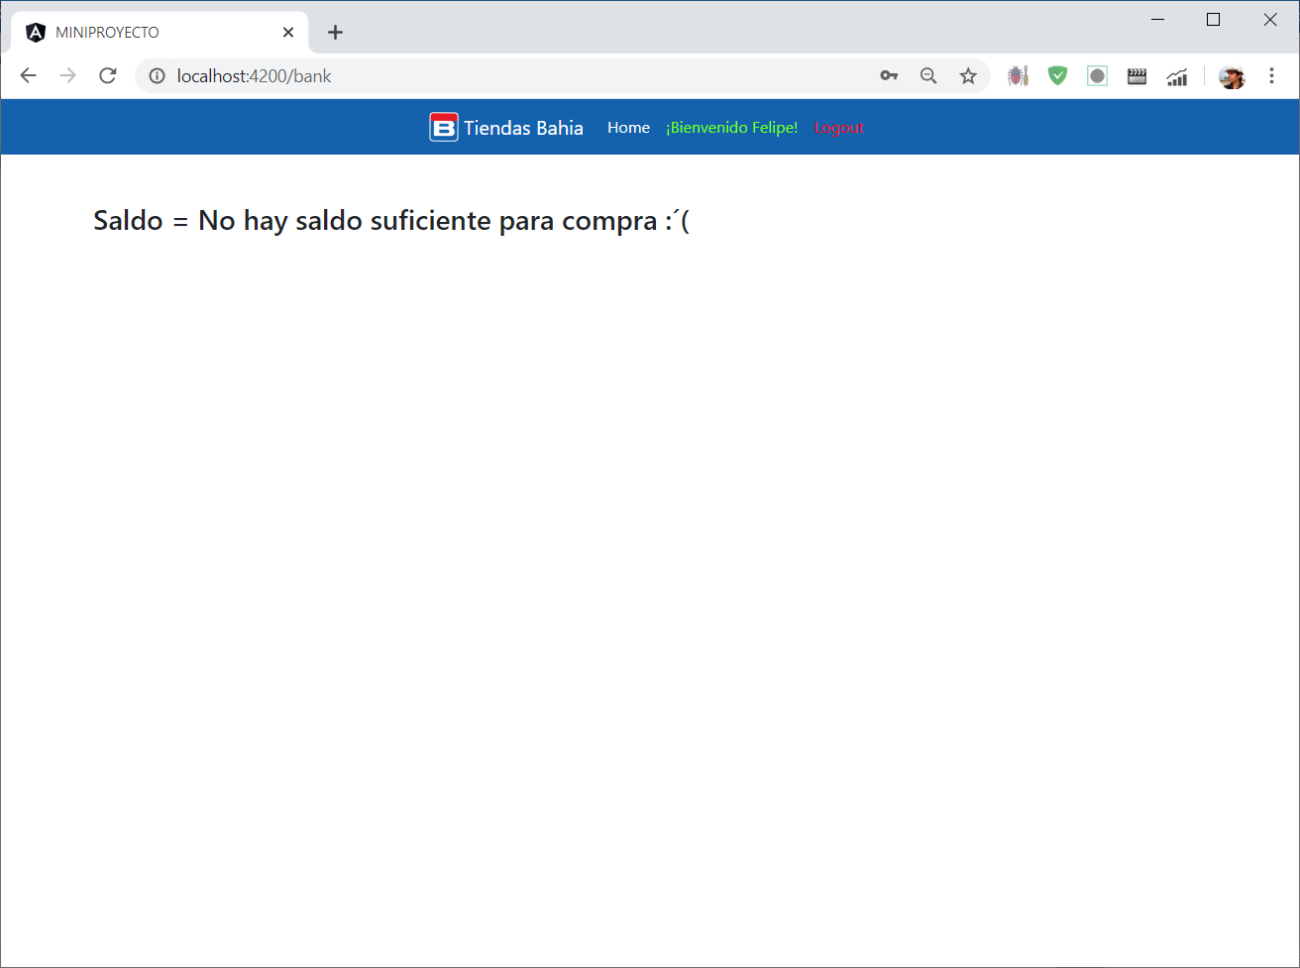 MINIPROYECTO
localhost:4200/bank
B Tiendas Bahia Home ¡Bienvenido Felipe! Logout
Saldo = No hay saldo suficiente para compra :´(